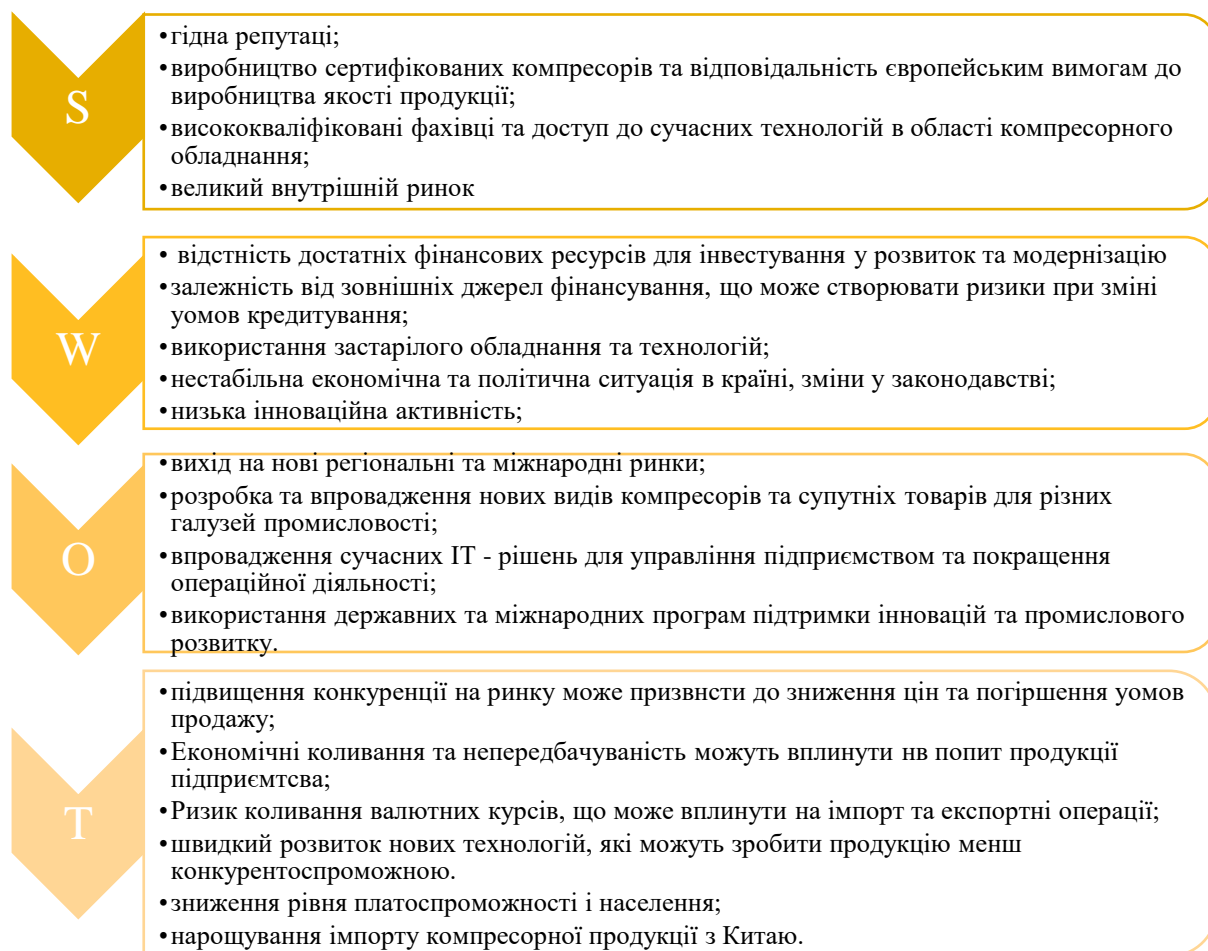 S
•гідна репутаці;
•виробництво сертифікованих компресорів та відповідальність європейським вимогам до
виробництва якості продукції;
•висококваліфіковані фахівці та доступ до сучасних технологій в області компресорного
обладнання;
•великий внутрішній ринок
W
• відстність достатніх фінансових ресурсів для інвестування у розвиток та модернізацію
•залежність від зовнішніх джерел фінансування, що може створювати ризики при зміні
уомов кредитування;
•використання застарілого обладнання та технологій;
•нестабільна економічна та політична ситуація в країні, зміни у законодавстві;
•низька інноваційна активність;
O
•вихід на нові регіональні та міжнародні ринки;
•розробка та впровадження нових видів компресорів та супутніх товарів для різних
галузей промисловості;
•впровадження сучасних ІТ - рішень для управління підприємством та покращення
операційної діяльності;
•використання державних та міжнародних програм підтримки інновацій та промислового
розвитку.
T
•підвищення конкуренції на ринку може призвнсти до зниження цін та погіршення уомов
продажу;
•Економічні коливання та непередбачуваність можуть вплинути нв попит продукції
підприємтсва;
•Ризик коливання валютних курсів, що може вплинути на імпорт та експортні операції;
•швидкий розвиток нових технологій, які можуть зробити продукцію менш
конкурентоспроможною.
•зниження рівня платоспроможності і населення;
•нарощування імпорту компресорної продукції з Китаю.